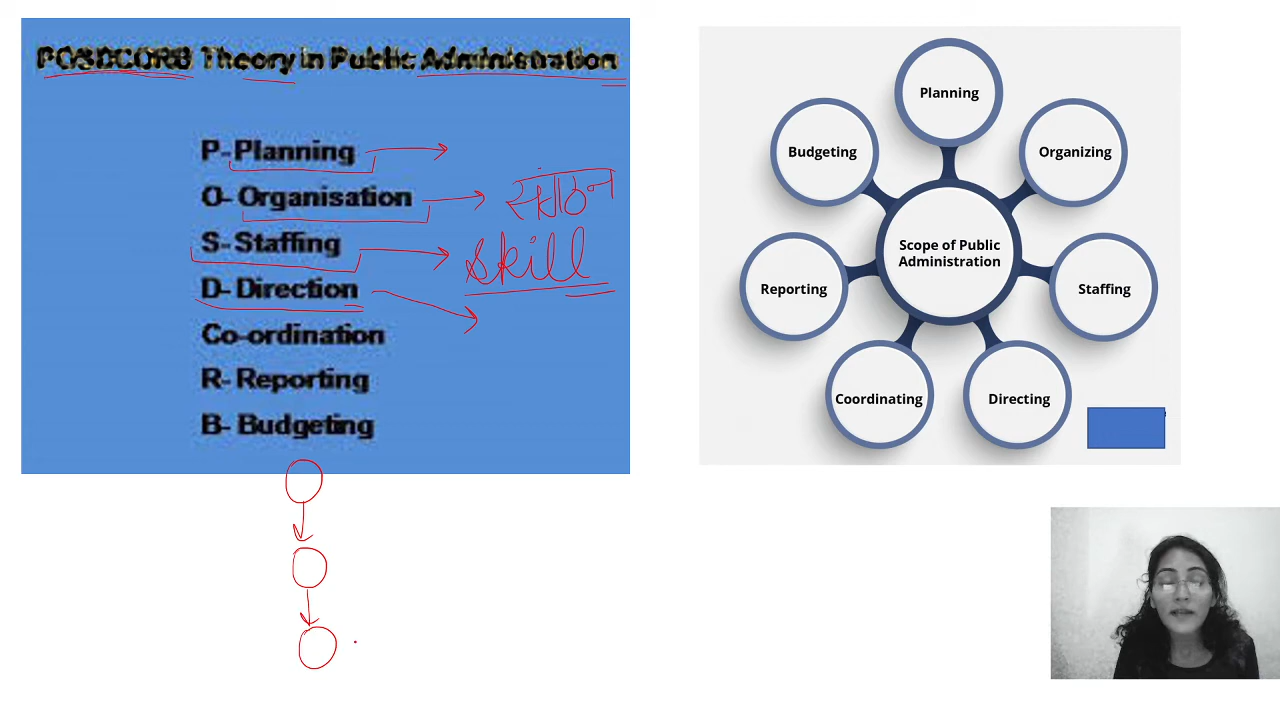 POSDCORB Theory in Public Administration
P- Planning
O- Organisation
संगठन
S- Staffing
skill
D- Direction
Co-ordination
R- Reporting
B- Budgeting
Planning
Organizing
Staffing
Directing
Coordinating
Reporting
Budgeting
Scope of Public
Administration